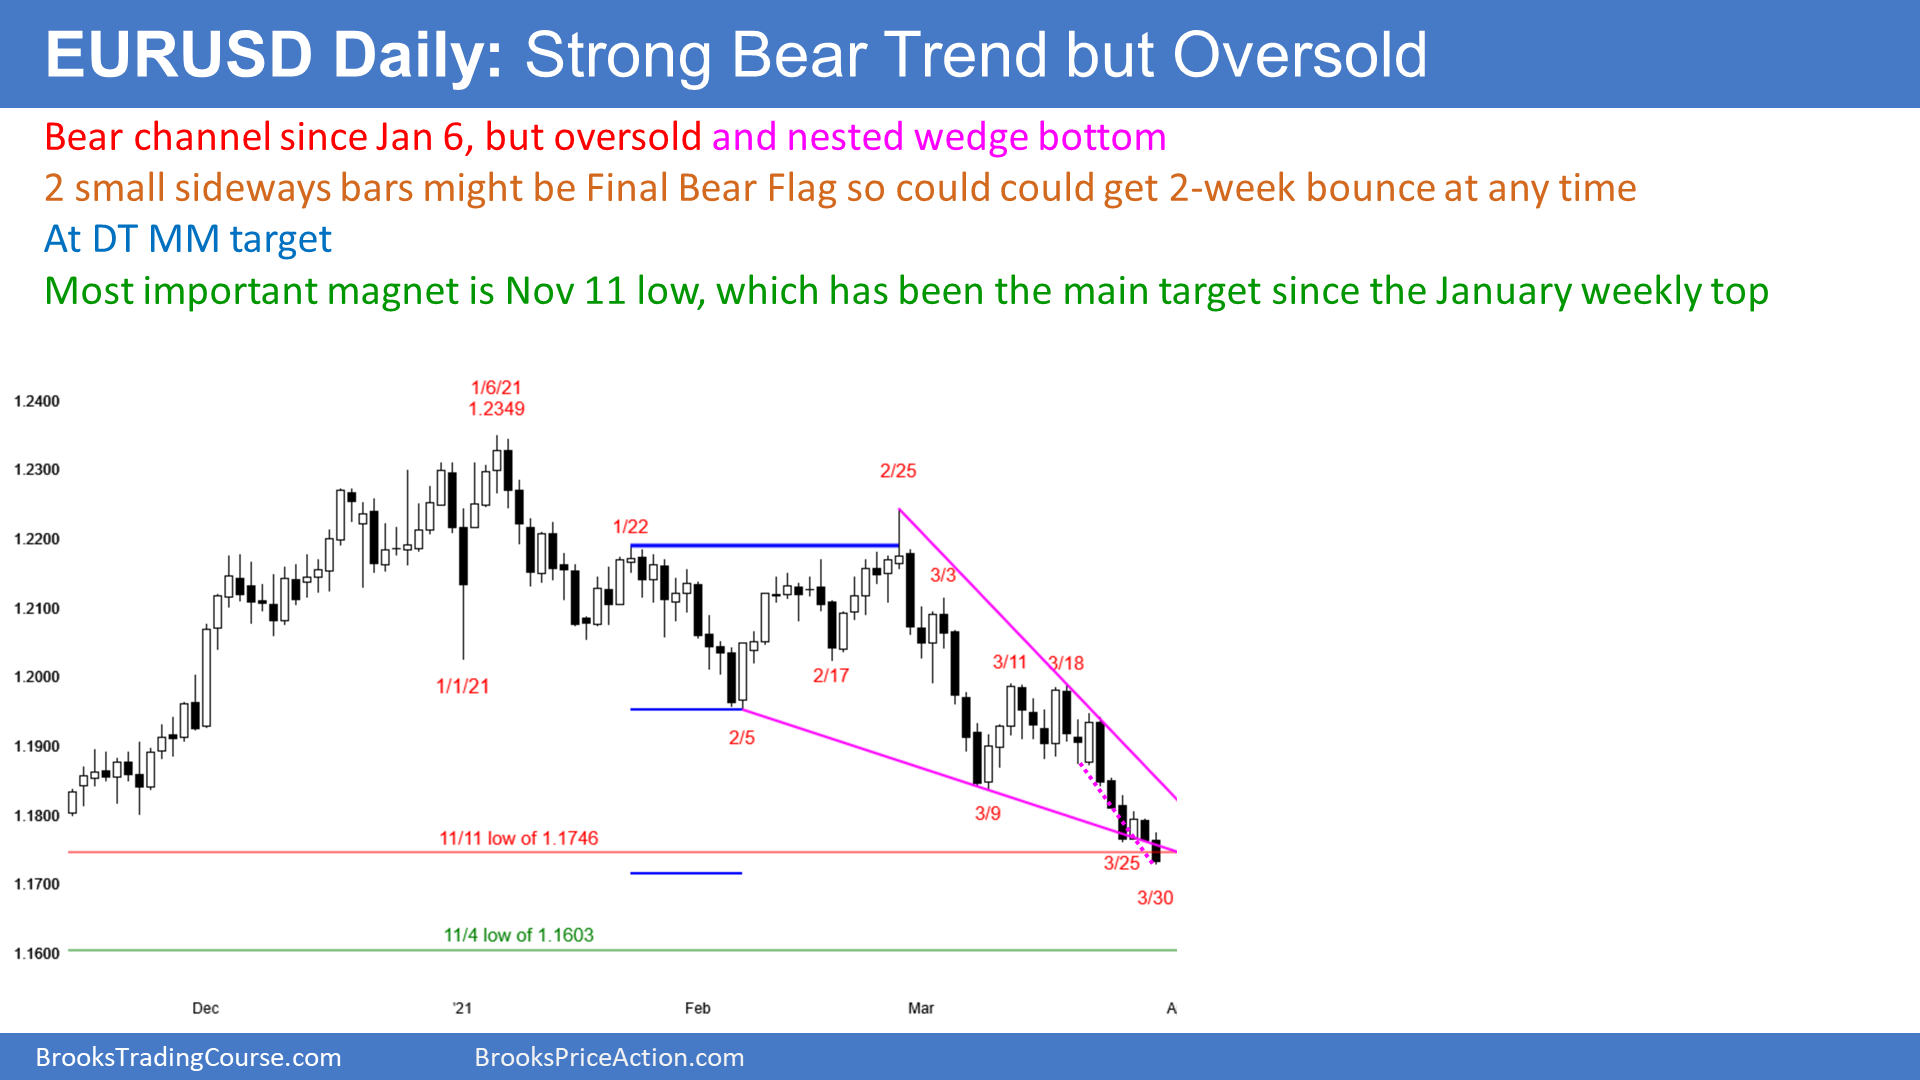 EURUSD Daily: Strong Bear Trend but Oversold
Bear channel since Jan 6, but oversold and nested wedge bottom
2 small sideways bars might be Final Bear Flag so could could get 2-week bounce at any time
At DT MM target
Most important magnet is Nov 11 low, which has been the main target since the January weekly top
1/6/21
1.2349
1.2400
1.2300
2/25
1/22
1.2200
3/3
1.2100
3/11
3/18
1.2000
2/17
1/1/21
2/5
1.1900
3/9
1.1800
11/11 low of 1.1746
3/25
1.1700
3/30
11/4 low of 1.1603
1.1600
Dec
'21
Feb
Mar
A
BrooksTradingCourse.com
BrooksPriceAction.com